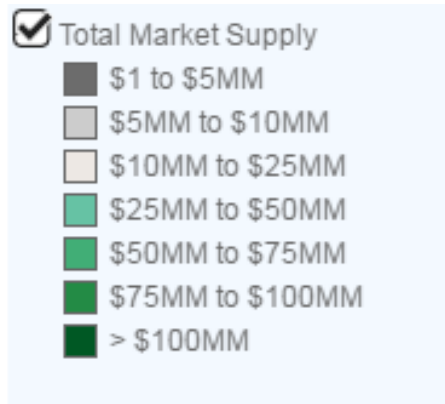 Total Market Supply
$1 to $5MM
$5MM to $10MM
$10MM to $25MM
$25MM to $50MM
$50MM to $75MM
$75MM to $100MM
> $100MM